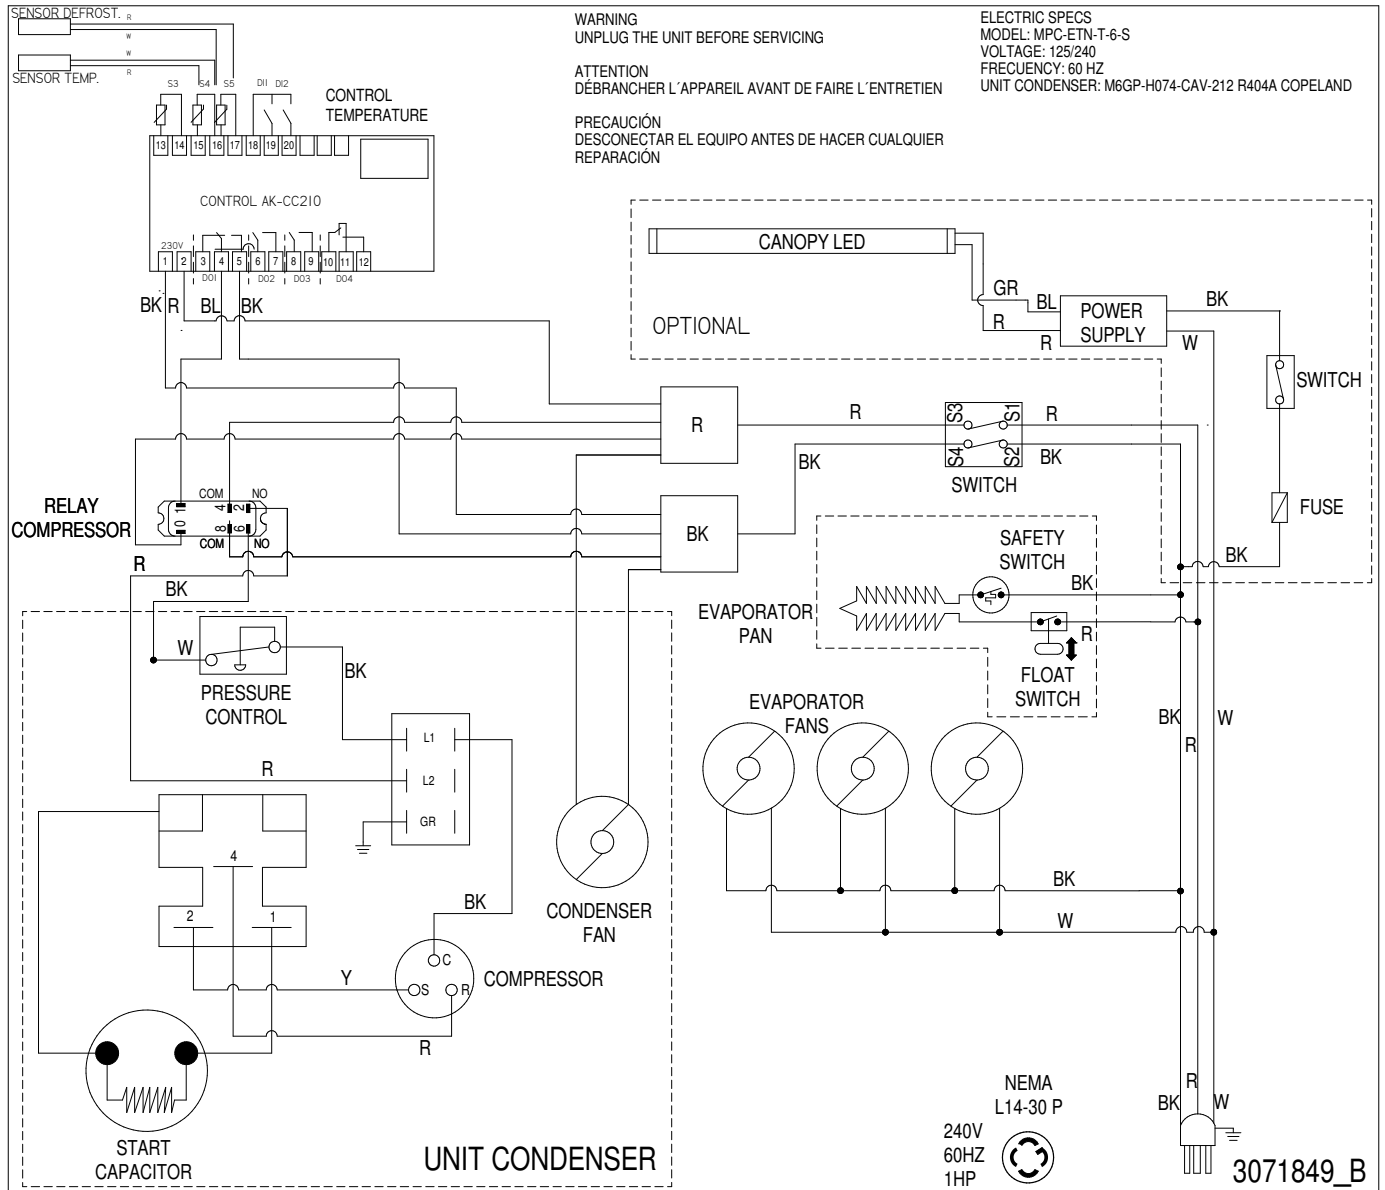 SENSOR DEFROST.
R
W
W
R
SENSOR TEMP.
WARNING
UNPLUG THE UNIT BEFORE SERVICING
ATTENTION
DÉBRANCHER L´APPAREIL AVANT DE FAIRE L´ENTRETIEN
PRECAUCIÓN
DESCONECTAR EL EQUIPO ANTES DE HACER CUALQUIER
REPARACIÓN
ELECTRIC SPECS
MODEL: MPC-ETN-T-6-S
VOLTAGE: 125/240
FRECUENCY: 60 HZ
UNIT CONDENSER: M6GP-H074-CAV-212 R404A COPELAND
S3 S4 S5 DI1 DI2
CONTROL
TEMPERATURE
13 14 15 16 17 18 19 20
CONTROL AK-CC210
230V
1 2 3 4 5 6 7 8 9 10 11 12
DO1 DO2 DO3 DO4
BK R BL BK
CANOPY LED
OPTIONAL
GR
R
BL
R
POWER
SUPPLY
BK
W
SWITCH
FUSE
BK
R
R
S3 S1
S4 S2
R
BK
BK
SWITCH
BK
RELAY
COMPRESSOR
COM NO
1 4 2
0 8 6
COM NO
R
BK
SAFETY
SWITCH
BK
EVAPORATOR
PAN
R
FLOAT
SWITCH
W
PRESSURE
CONTROL
BK
L1
L2
GR
R
EVAPORATOR
FANS
BK
R
W
BK
W
4
2 1
BK
CONDENSER
FAN
C
S R
COMPRESSOR
Y
R
START
CAPACITOR
UNIT CONDENSER
NEMA
L14-30 P
240V
60HZ
1HP
R
BK W
3071849_B